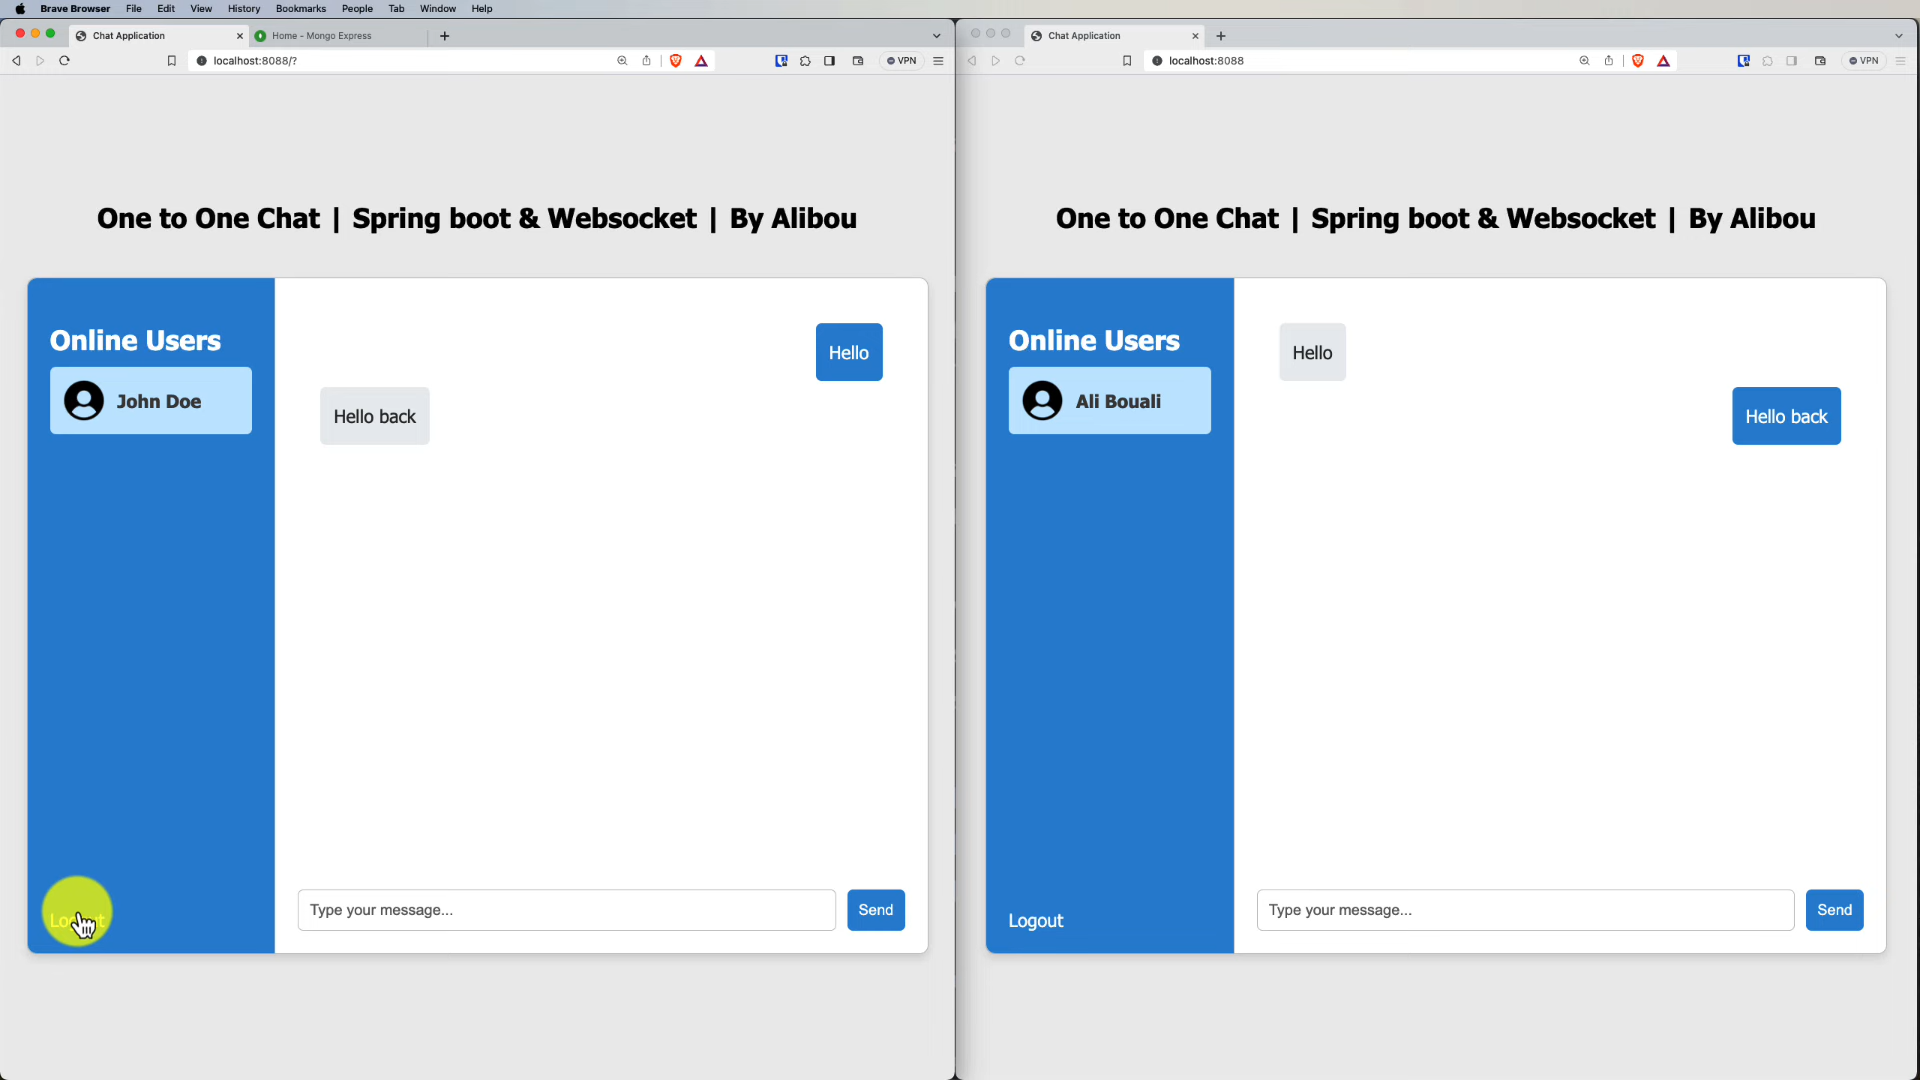 Brave Browser File Edit View History Bookmarks People Tab Window Help
Chat Application
Home - Mongo Express
localhost:8088/?
VPN
One to One Chat | Spring boot & Websocket | By Alibou
Online Users
John Doe
Hello
Hello back
Logout
Type your message...
Send
Chat Application
localhost:8088
VPN
One to One Chat | Spring boot & Websocket | By Alibou
Online Users
Ali Bouali
Hello
Hello back
Logout
Type your message...
Send